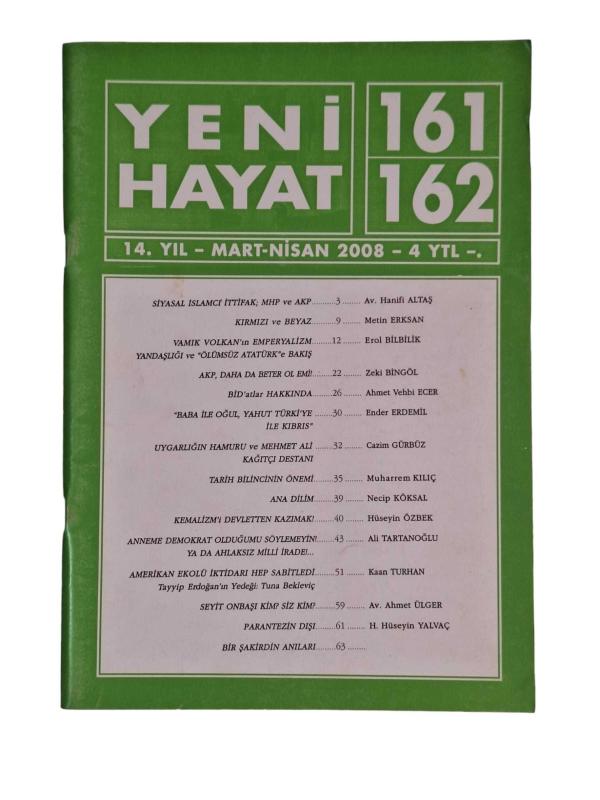 YENİ
HAYAT
161
162
14. YIL – MART-NİSAN 2008 – 4 YTL –.
SİYASAL İSLAMCI İTTİFAK; MHP ve AKP..........3 ........ Av. Hanifi ALTAŞ
KIRMIZI ve BEYAZ..........9 ........ Metin ERKSAN
VAMIK VOLKAN'ın EMPERYALİZM.......12 ........ Erol BİLBİLİK
YANDAŞLIĞI ve "ÖLÜMSÜZ ATATÜRK"e BAKIŞ
AKP, DAHA DA BETER OL EMİ!.......22 ........ Zeki BİNGÖL
BİD'atlar HAKKINDA.......26 ........ Ahmet Vehbi ECER
"BABA İLE OĞUL, YAHUT TÜRKİ'YE .......30 ........ Ender ERDEMİL
İLE KIBRIS"
UYGARLIĞIN HAMURU ve MEHMET ALİ .......32 ........ Cazim GÜRBÜZ
KAĞITÇI DESTANI
TARİH BİLİNCİNİN ÖNEMİ.......35 ........ Muharrem KILIÇ
ANA DİLİM.......39 ........ Necip KÖKSAL
KEMALİZM'i DEVLETTEN KAZIMAK!.......40 ........ Hüseyin ÖZBEK
ANNEME DEMOKRAT OLDUĞUMU SÖYLEMEYİN!.......43 ........ Ali TARTANOĞLU
YA DA AHLAKSIZ MİLLİ İRADE!...
AMERİKAN EKOLÜ İKTİDARI HEP SABİTLEDİ.......51 ........ Kaan TURHAN
Tayyip Erdoğan'ın Yedeği: Tuna Bekleviç
SEYİT ONBAŞI KİM? SİZ KİM?.......59 ........ Av. Ahmet ÜLGER
PARANTEZİN DIŞI.......61 ........ H. Hüseyin YALVAÇ
BİR ŞAKİRDİN ANILARI.......63 ........